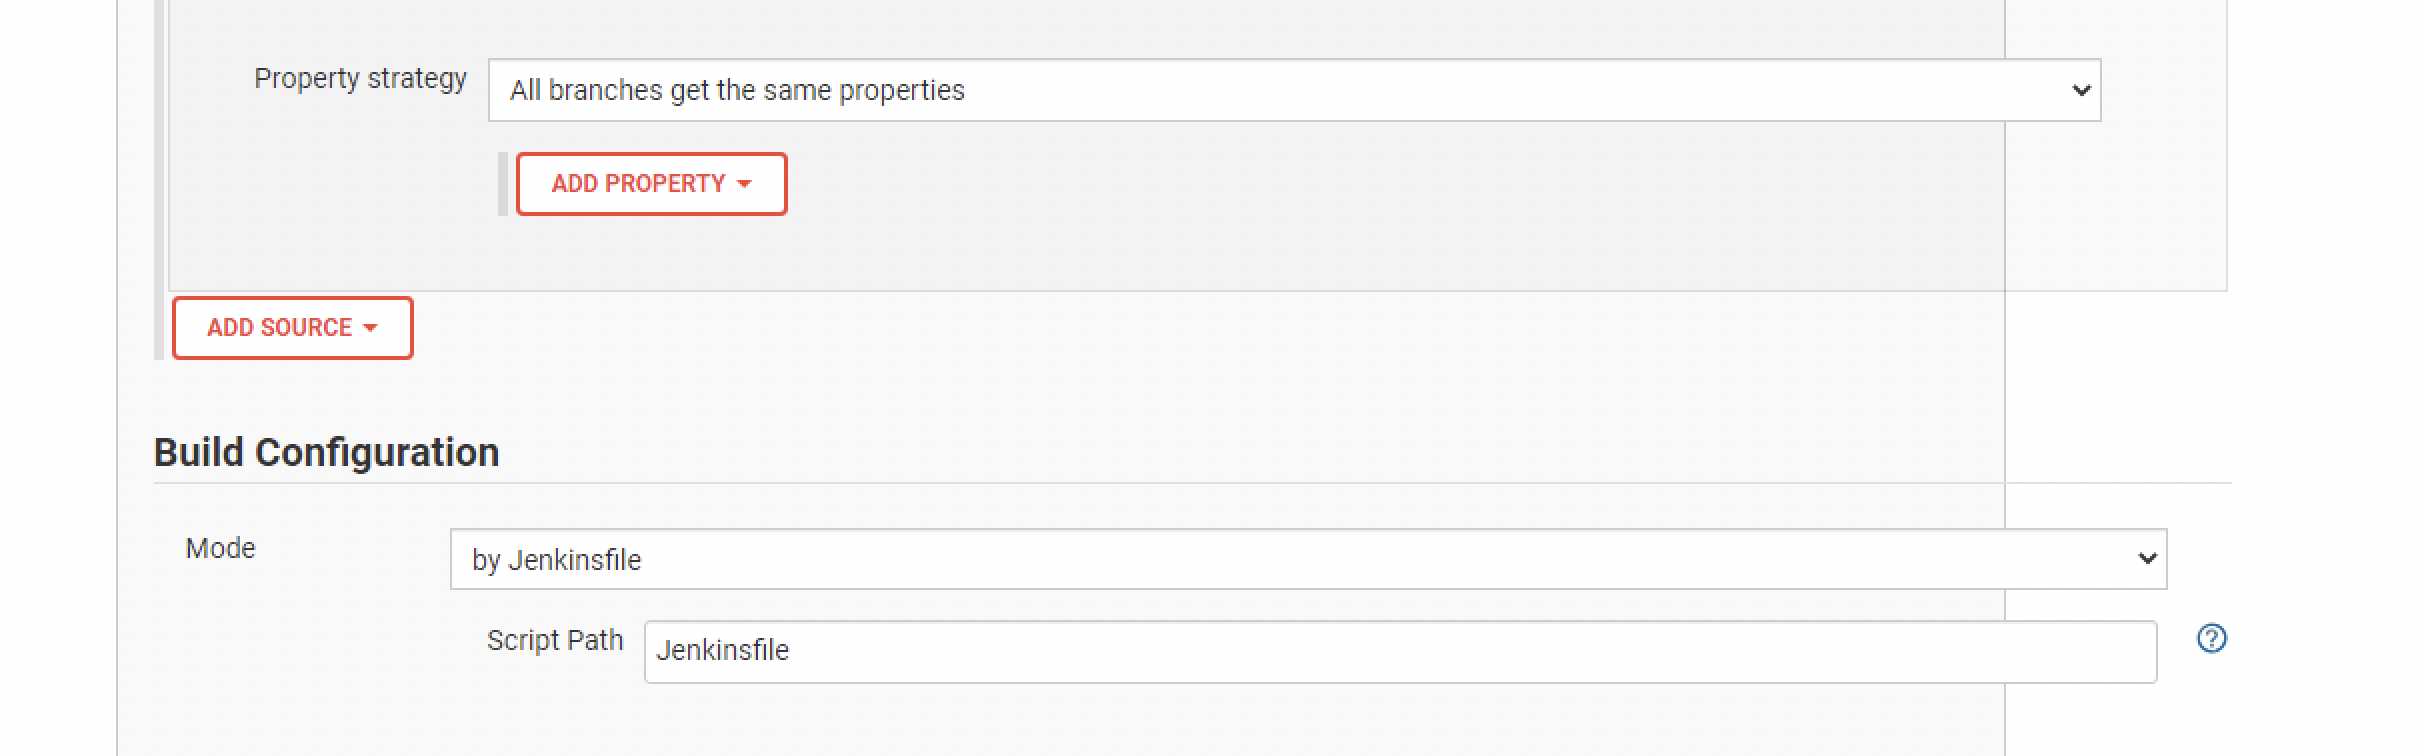 Property strategy
All branches get the same properties
ADD PROPERTY
ADD SOURCE
Build Configuration
Mode
by Jenkinsfile
Script Path
Jenkinsfile
?